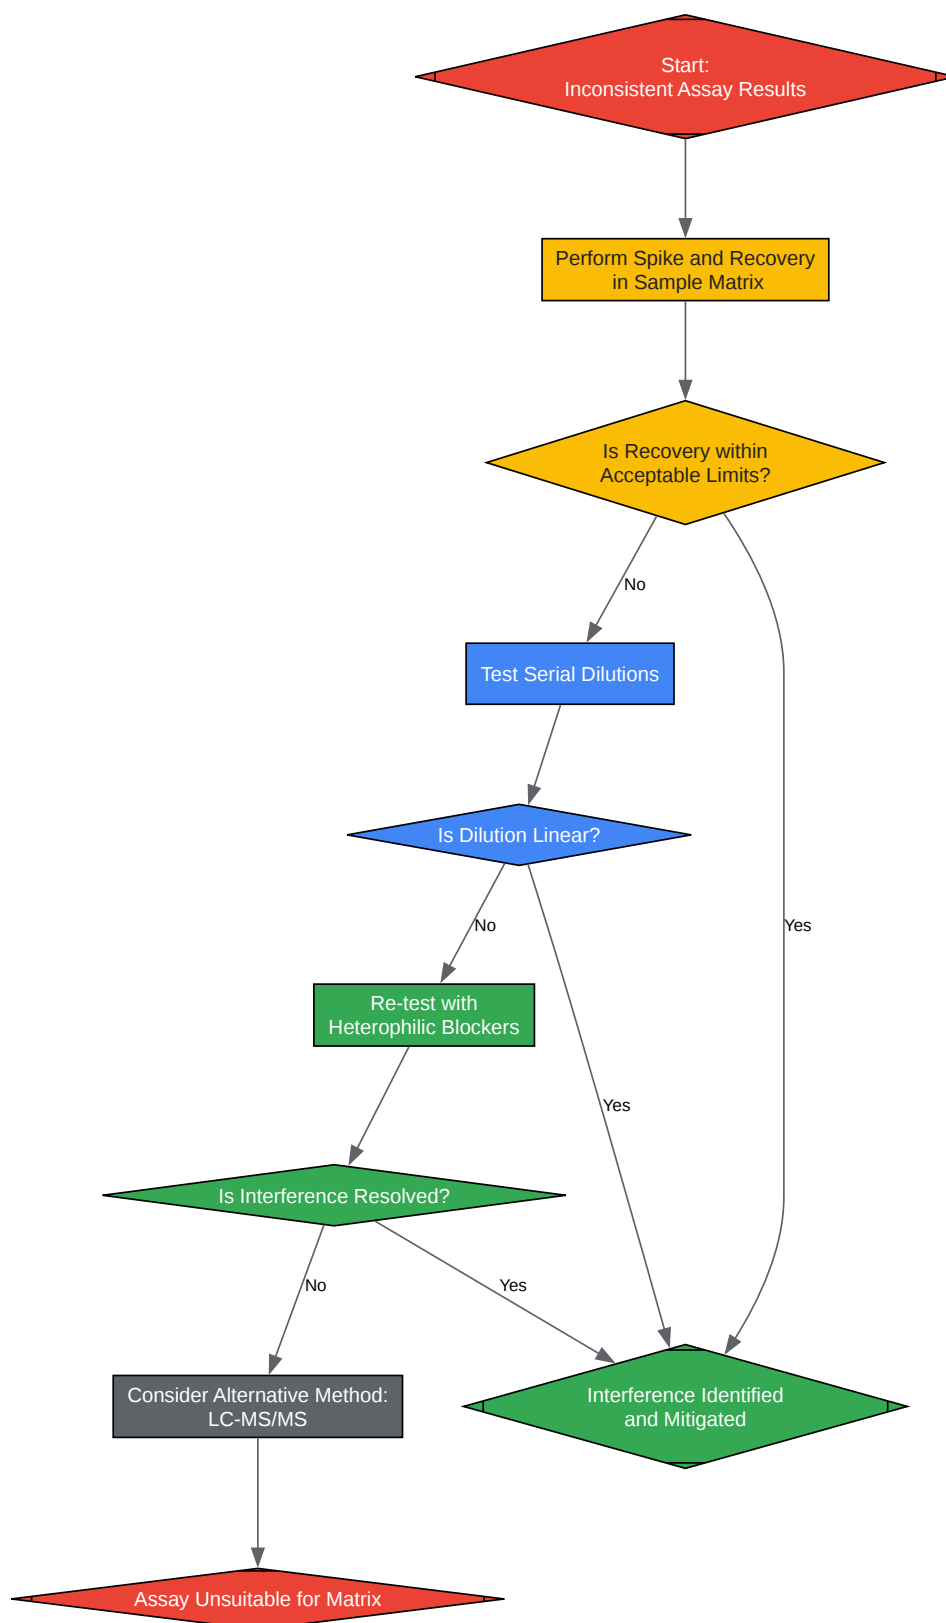 Start:
Inconsistent Assay Results
Perform Spike and Recovery
in Sample Matrix
Is Recovery within
Acceptable Limits?
No
Test Serial Dilutions
Is Dilution Linear?
No
Yes
Re-test with
Heterophilic Blockers
Yes
Is Interference Resolved?
No
Yes
Consider Alternative Method:
LC-MS/MS
Interference Identified
and Mitigated
Assay Unsuitable for Matrix